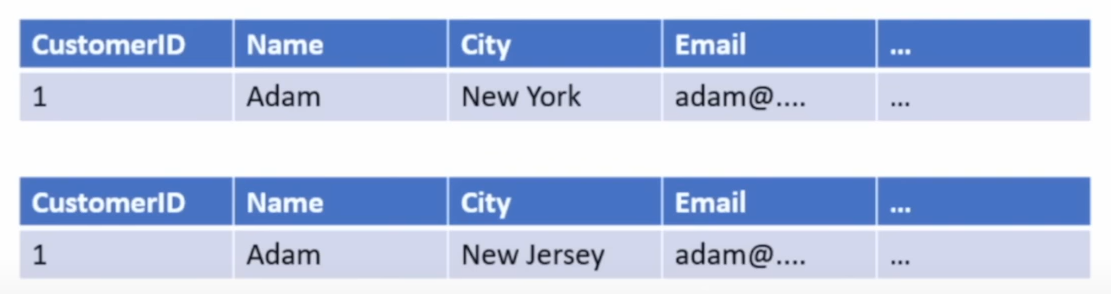 CustomerID Name City Email ...
1 Adam New York adam@.... ...
CustomerID Name City Email ...
1 Adam New Jersey adam@.... ...